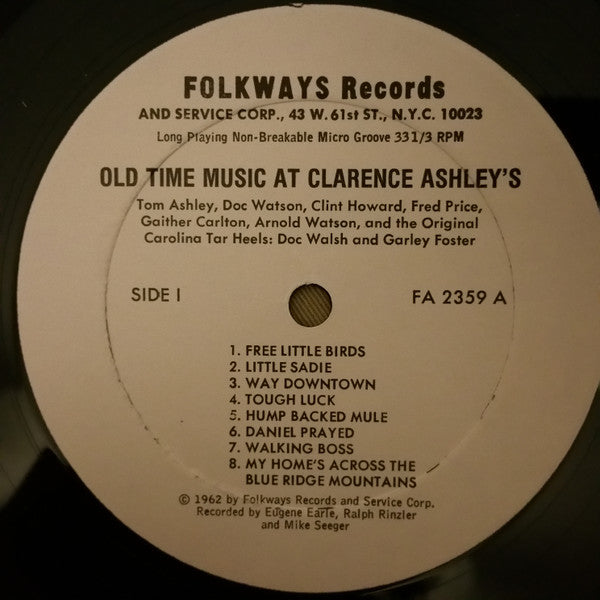 FOLKWAYS Records
AND SERVICE CORP., 43 W. 61st ST., N.Y.C. 10023
Long Playing Non-Breakable Micro Groove 33 1/3 RPM
OLD TIME MUSIC AT CLARENCE ASHLEY'S
Tom Ashley, Doc Watson, Clint Howard, Fred Price,
Gaither Carlton, Arnold Watson, and the Original
Carolina Tar Heels: Doc Walsh and Garley Foster
SIDE I
FA 2359 A
1. FREE LITTLE BIRDS
2. LITTLE SADIE
3. WAY DOWNTOWN
4. TOUGH LUCK
5. HUMP BACKED MULE
6. DANIEL PRAYED
7. WALKING BOSS
8. MY HOME'S ACROSS THE
BLUE RIDGE MOUNTAINS
© 1962 by Folkways Records and Service Corp.
Recorded by Eugene Earle, Ralph Rinzler
and Mike Seeger